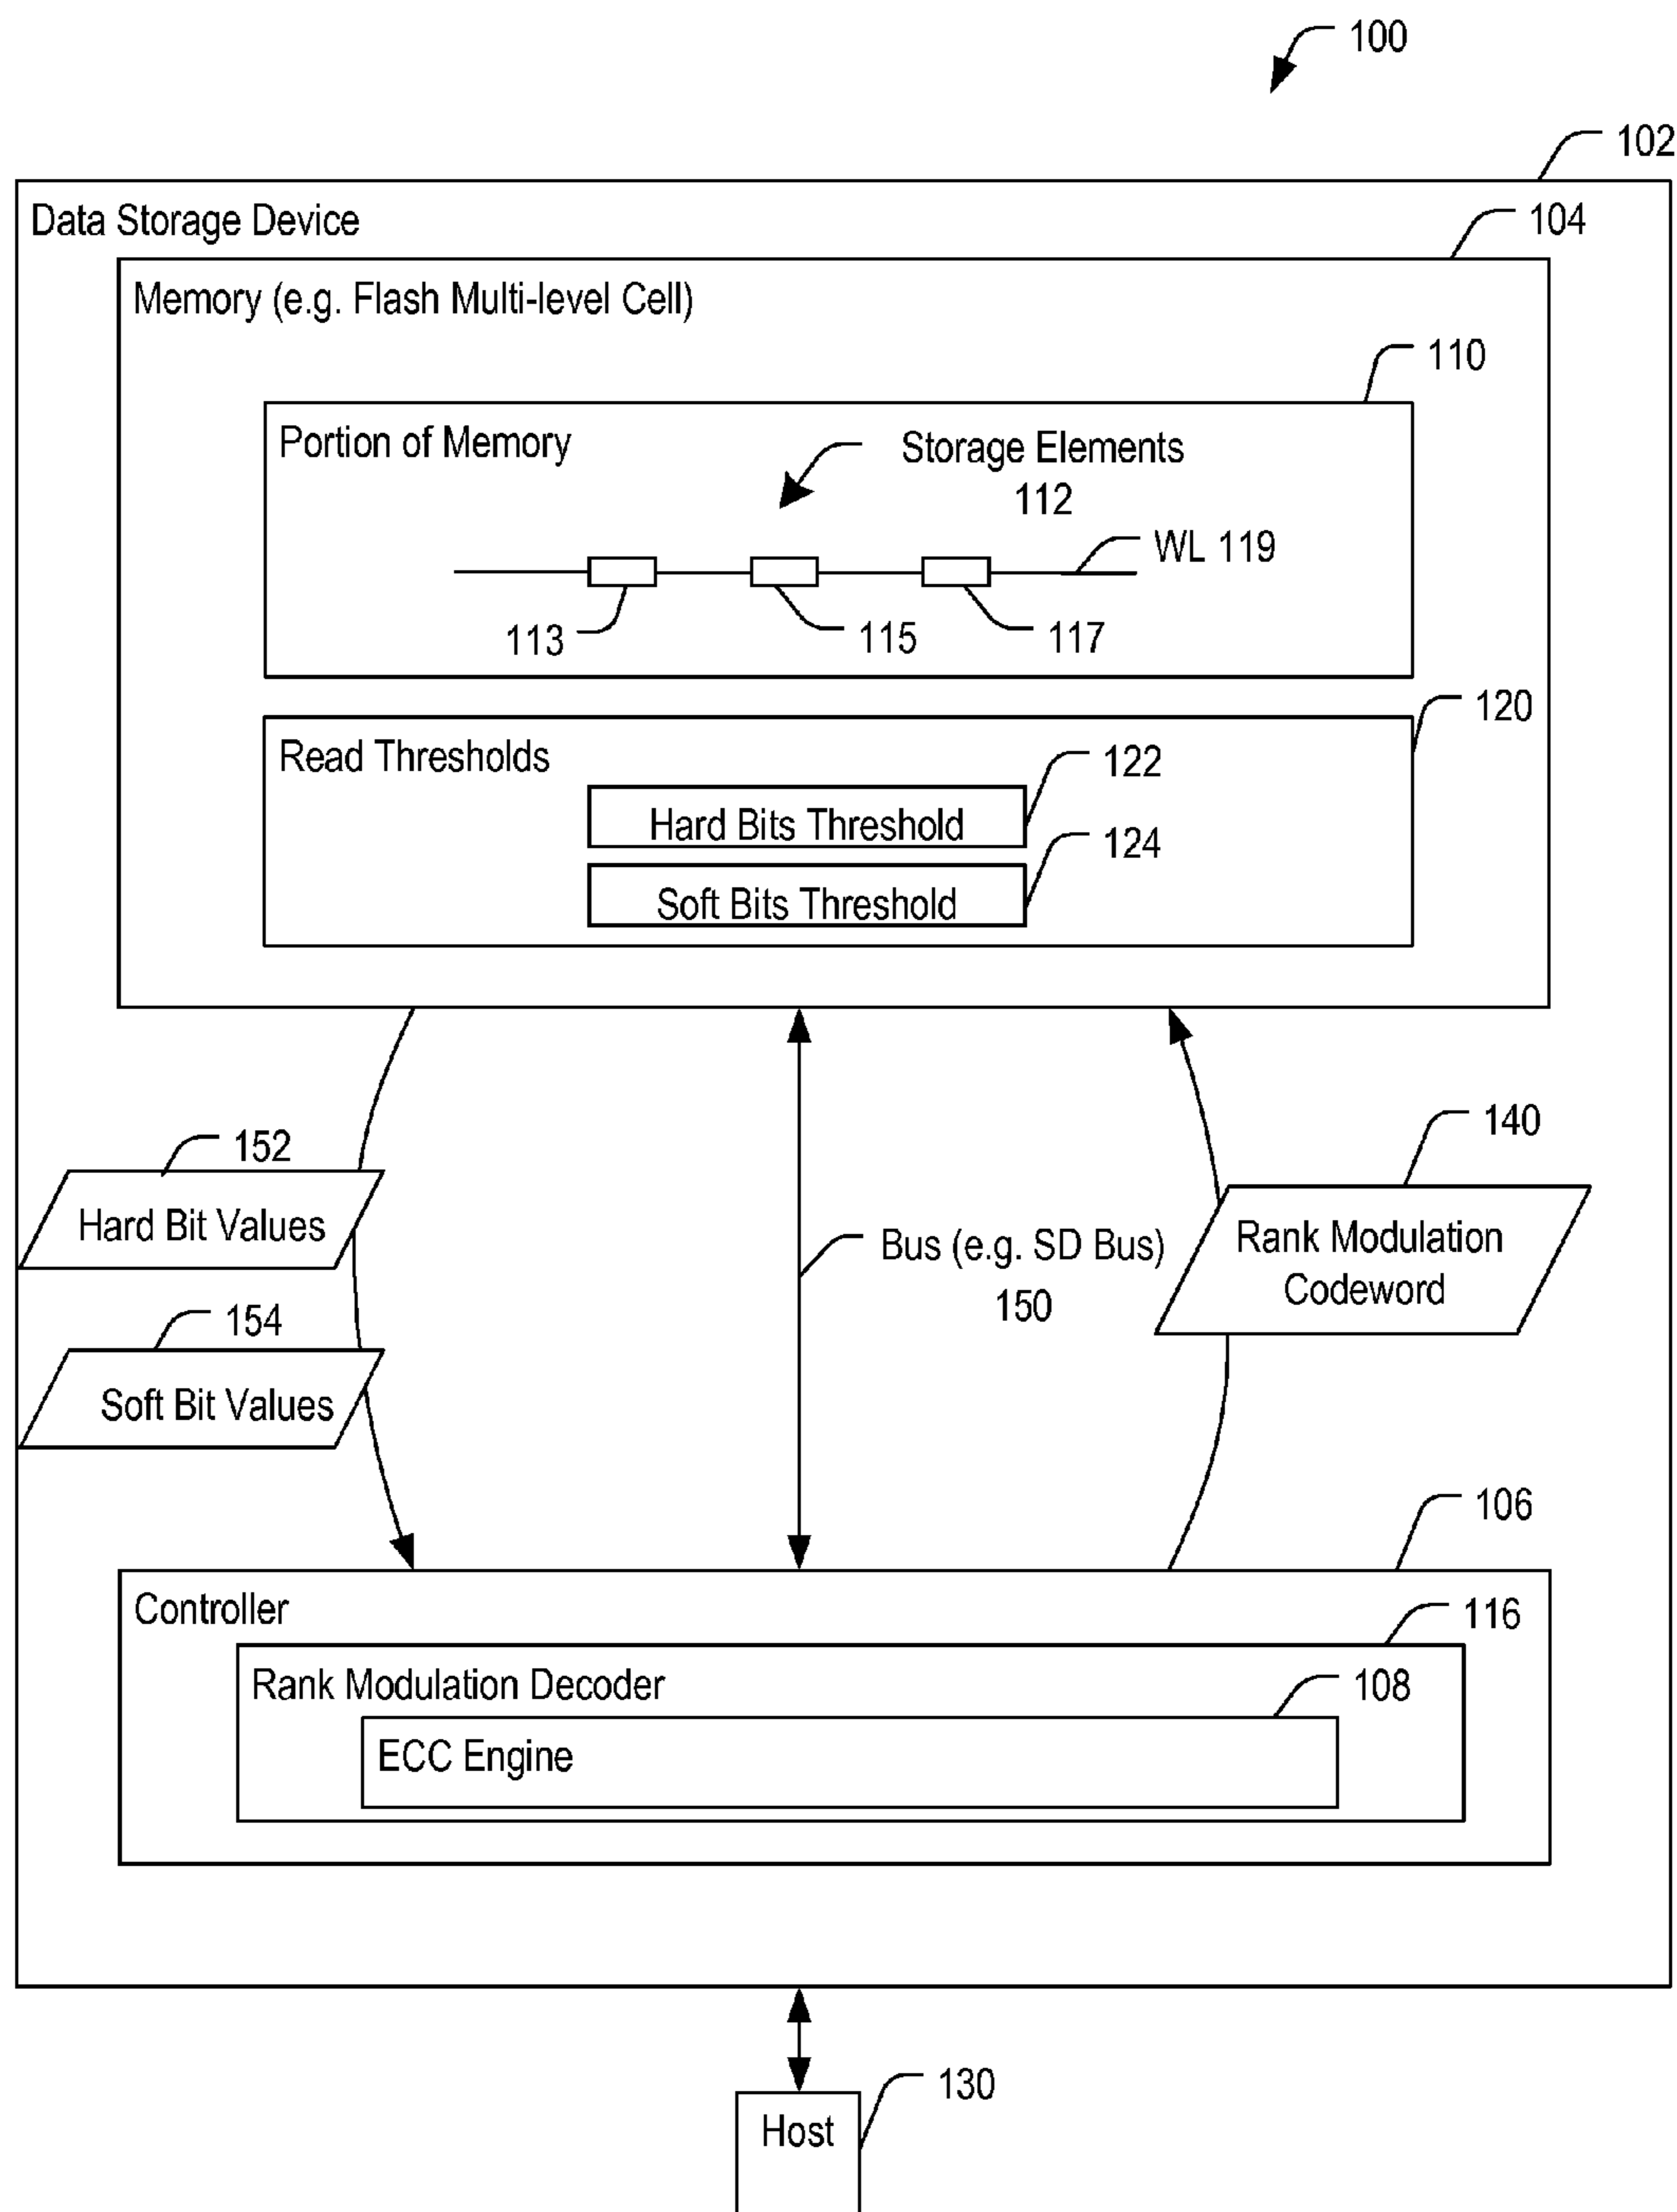 100
102
Data Storage Device
104
Memory (e.g. Flash Multi-level Cell)
110
Portion of Memory
Storage Elements
112
WL 119
113
115
117
120
Read Thresholds
122
Hard Bits Threshold
124
Soft Bits Threshold
152
Hard Bit Values
140
Rank Modulation
Codeword
Bus (e.g. SD Bus)
150
154
Soft Bit Values
106
Controller
116
Rank Modulation Decoder
108
ECC Engine
130
Host